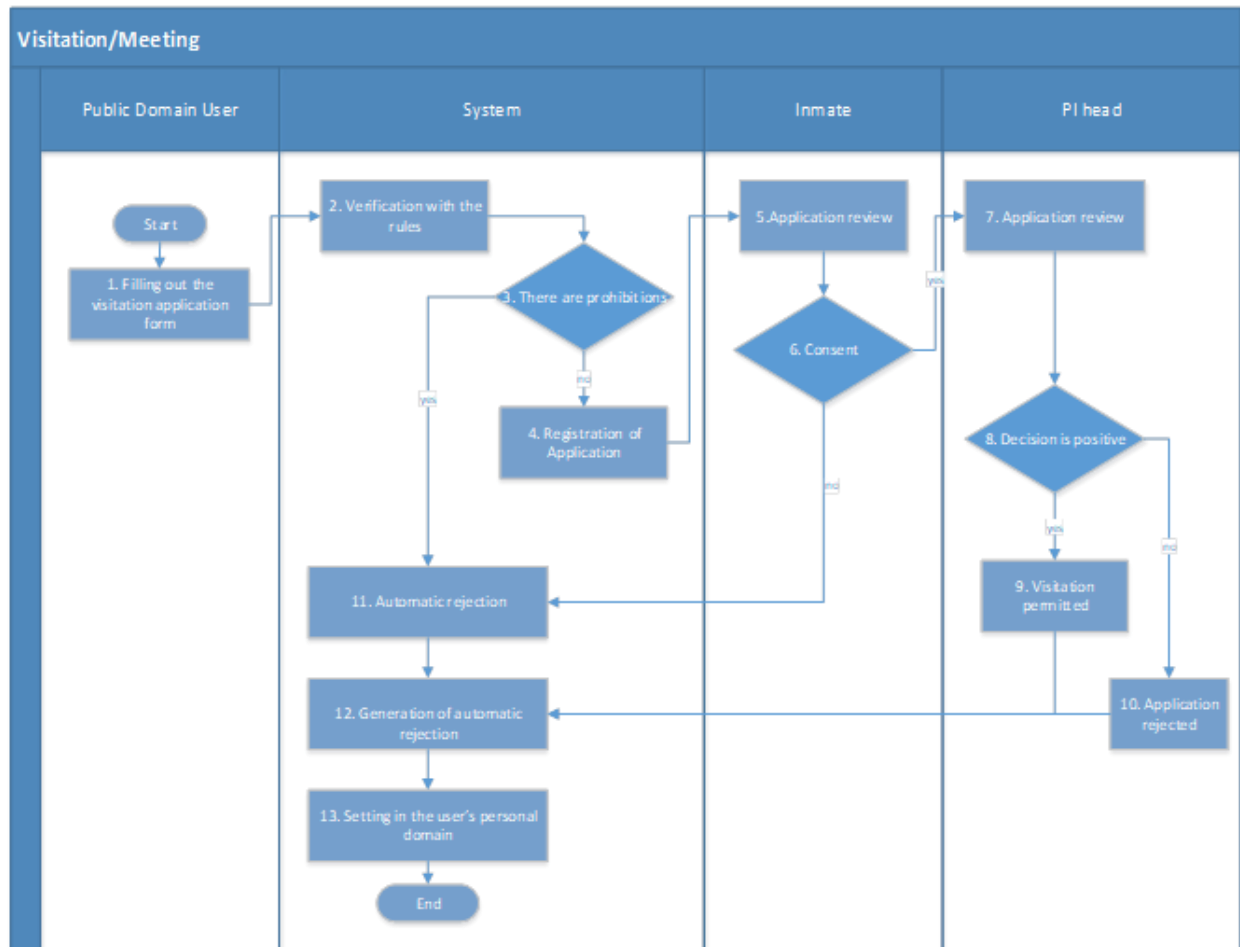 Visitation/Meeting
Public Domain User
System
Inmate
PI head
Start
1. Filling out the
visitation application
form
2. Verification with the
rules
3. There are prohibitions
yes
no
4. Registration of
Application
5.Application review
6. Consent
yes
no
7. Application review
8. Decision is positive
yes
no
9. Visitation
permitted
10. Application
rejected
11. Automatic rejection
12. Generation of automatic
rejection
13. Setting in the user's personal
domain
End